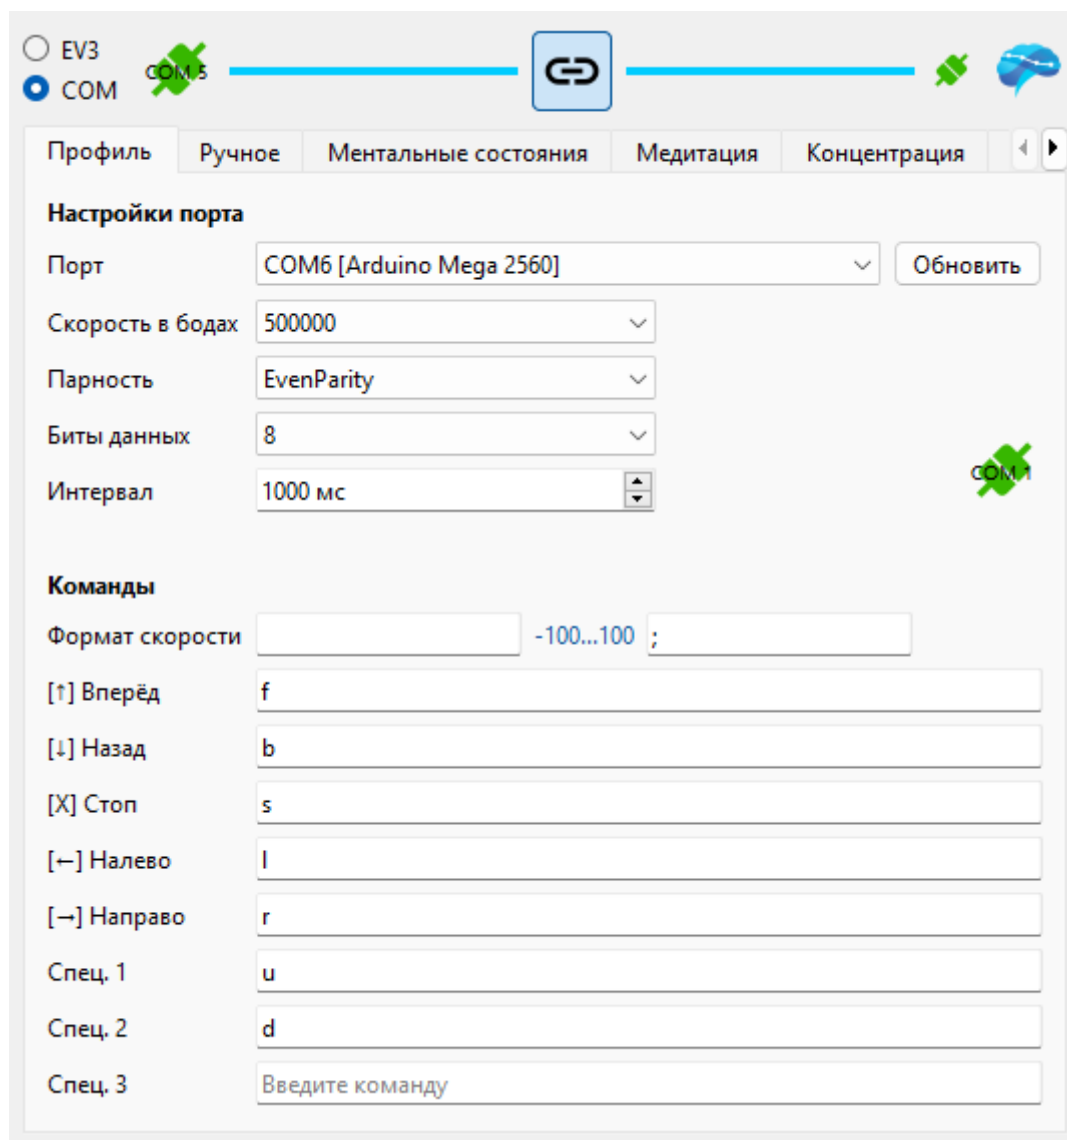 EV3
COM 5
COM
Профиль Ручное Ментальные состояния Медитация Концентрация
Настройки порта
Порт COM6 [Arduino Mega 2560] Обновить
Скорость в бодах 500000
Парность EvenParity
Биты данных 8
COM 1
Интервал 1000 мс
Команды
Формат скорости -100...100 ;
[↑] Вперёд f
[↓] Назад b
[X] Стоп s
[←] Налево l
[→] Направо r
Спец. 1 u
Спец. 2 d
Спец. 3 Введите команду